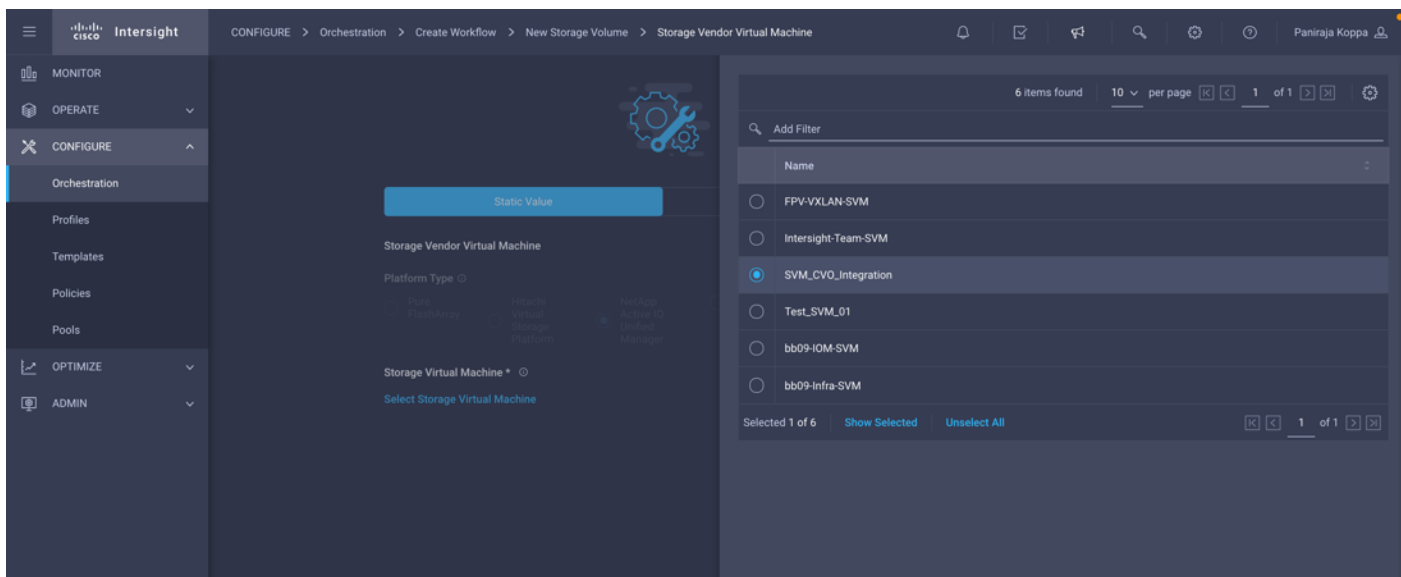 cisco Intersight
CONFIGURE > Orchestration > Create Workflow > New Storage Volume > Storage Vendor Virtual Machine
Paniraja Koppa
MONITOR
OPERATE
CONFIGURE
Orchestration
Profiles
Templates
Policies
Pools
OPTIMIZE
ADMIN
Static Value
Storage Vendor Virtual Machine
Platform Type
Pure
FlashArray
Hitachi
Virtual
Storage
Platform
NetApp
Active IQ
Unified
Manager
Storage Virtual Machine *
Select Storage Virtual Machine
6 items found 10 per page 1 of 1
Add Filter
Name
FPV-VXLAN-SVM
Intersight-Team-SVM
SVM_CVO_Integration
Test_SVM_01
bb09-IOM-SVM
bb09-Infra-SVM
Selected 1 of 6 Show Selected Unselect All 1 of 1